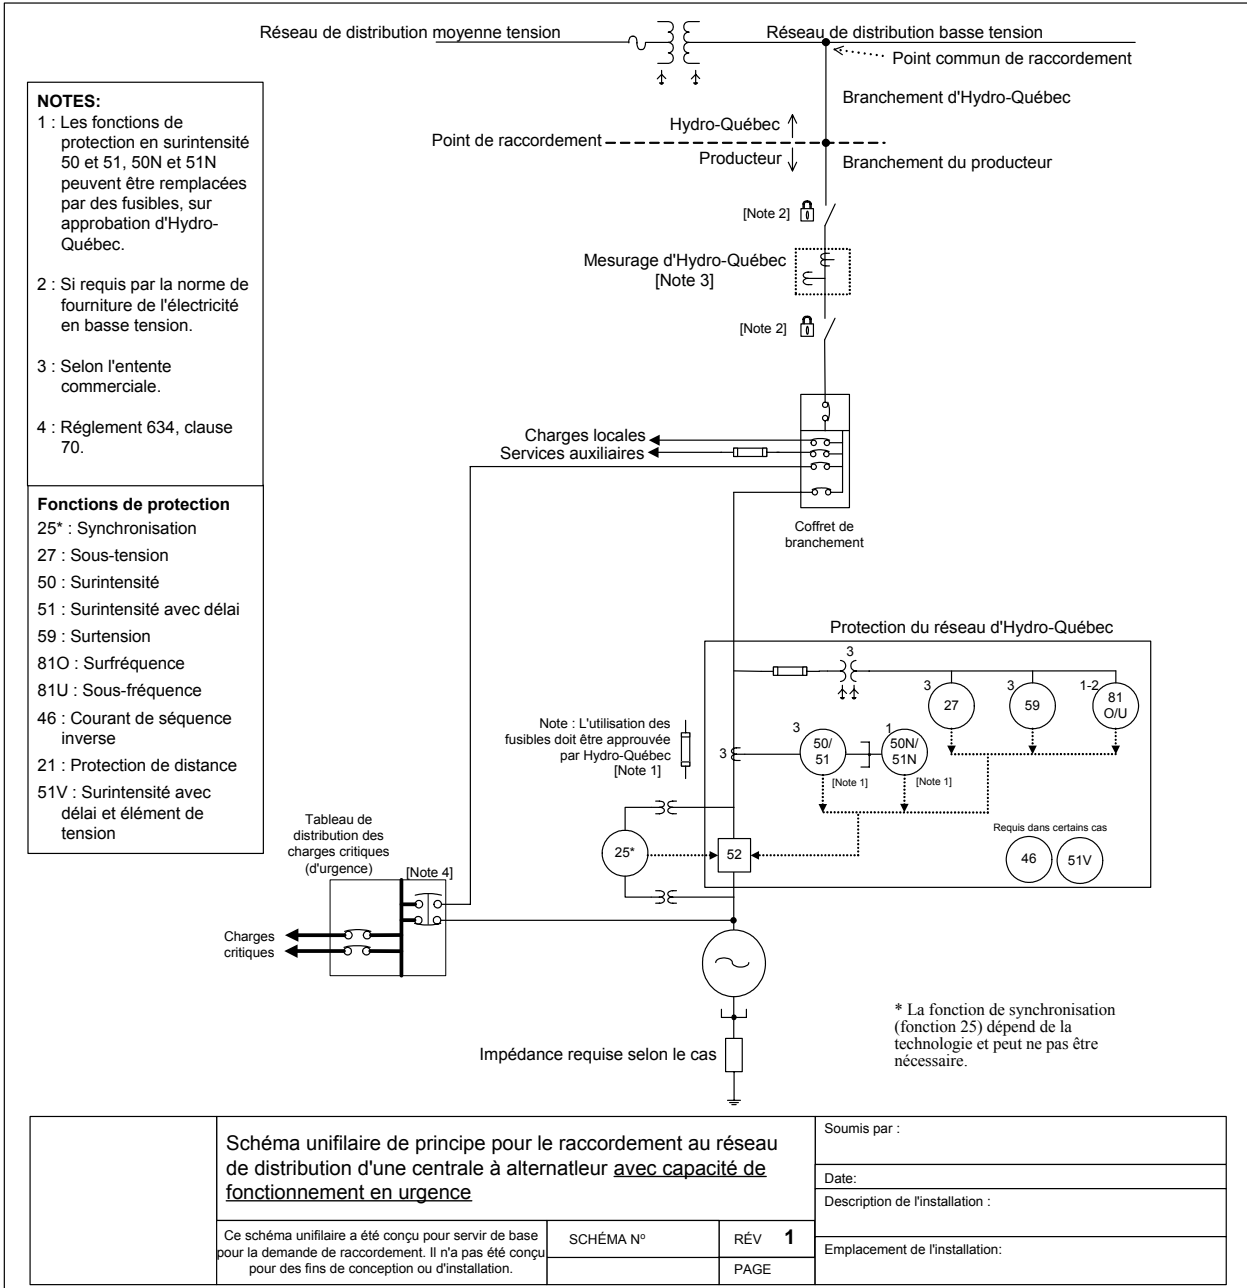 Réseau de distribution moyenne tension
Réseau de distribution basse tension
Point commun de raccordement
Branchement d'Hydro-Québec
Hydro-Québec
Point de raccordement
Producteur
Branchement du producteur
NOTES:
1 : Les fonctions de
protection en surintensité
50 et 51, 50N et 51N
peuvent être remplacées
par des fusibles, sur
approbation d'Hydro-
Québec.
2 : Si requis par la norme de
fourniture de l'électricité
en basse tension.
3 : Selon l'entente
commerciale.
4 : Réglement 634, clause
70.
Fonctions de protection
25* : Synchronisation
27 : Sous-tension
50 : Surintensité
51 : Surintensité avec délai
59 : Surtension
81O : Surfréquence
81U : Sous-fréquence
46 : Courant de séquence
inverse
21 : Protection de distance
51V : Surintensité avec
délai et élément de
tension
[Note 2]
Mesurage d'Hydro-Québec
[Note 3]
[Note 2]
Charges locales
Services auxiliaires
Coffret de
branchement
Protection du réseau d'Hydro-Québec
3
3
27
3
59
1-2
81
O/U
Note : L'utilisation des
fusibles doit être approuvée
par Hydro-Québec
[Note 1]
3
3
50/
51
[Note 1]
1
50N/
51N
[Note 1]
Requis dans certains cas
46
51V
25*
52
Tableau de
distribution des
charges critiques
(d'urgence)
[Note 4]
Charges
critiques
* La fonction de synchronisation
(fonction 25) dépend de la
technologie et peut ne pas être
nécessaire.
Impédance requise selon le cas
Schéma unifilaire de principe pour le raccordement au réseau
de distribution d'une centrale à alternatleur avec capacité de
fonctionnement en urgence
Ce schéma unifilaire a été conçu pour servir de base
pour la demande de raccordement. Il n'a pas été conçu
pour des fins de conception ou d'installation.
SCHÉMA Nº
RÉV 1
PAGE
Soumis par :
Date:
Description de l'installation :
Emplacement de l'installation: